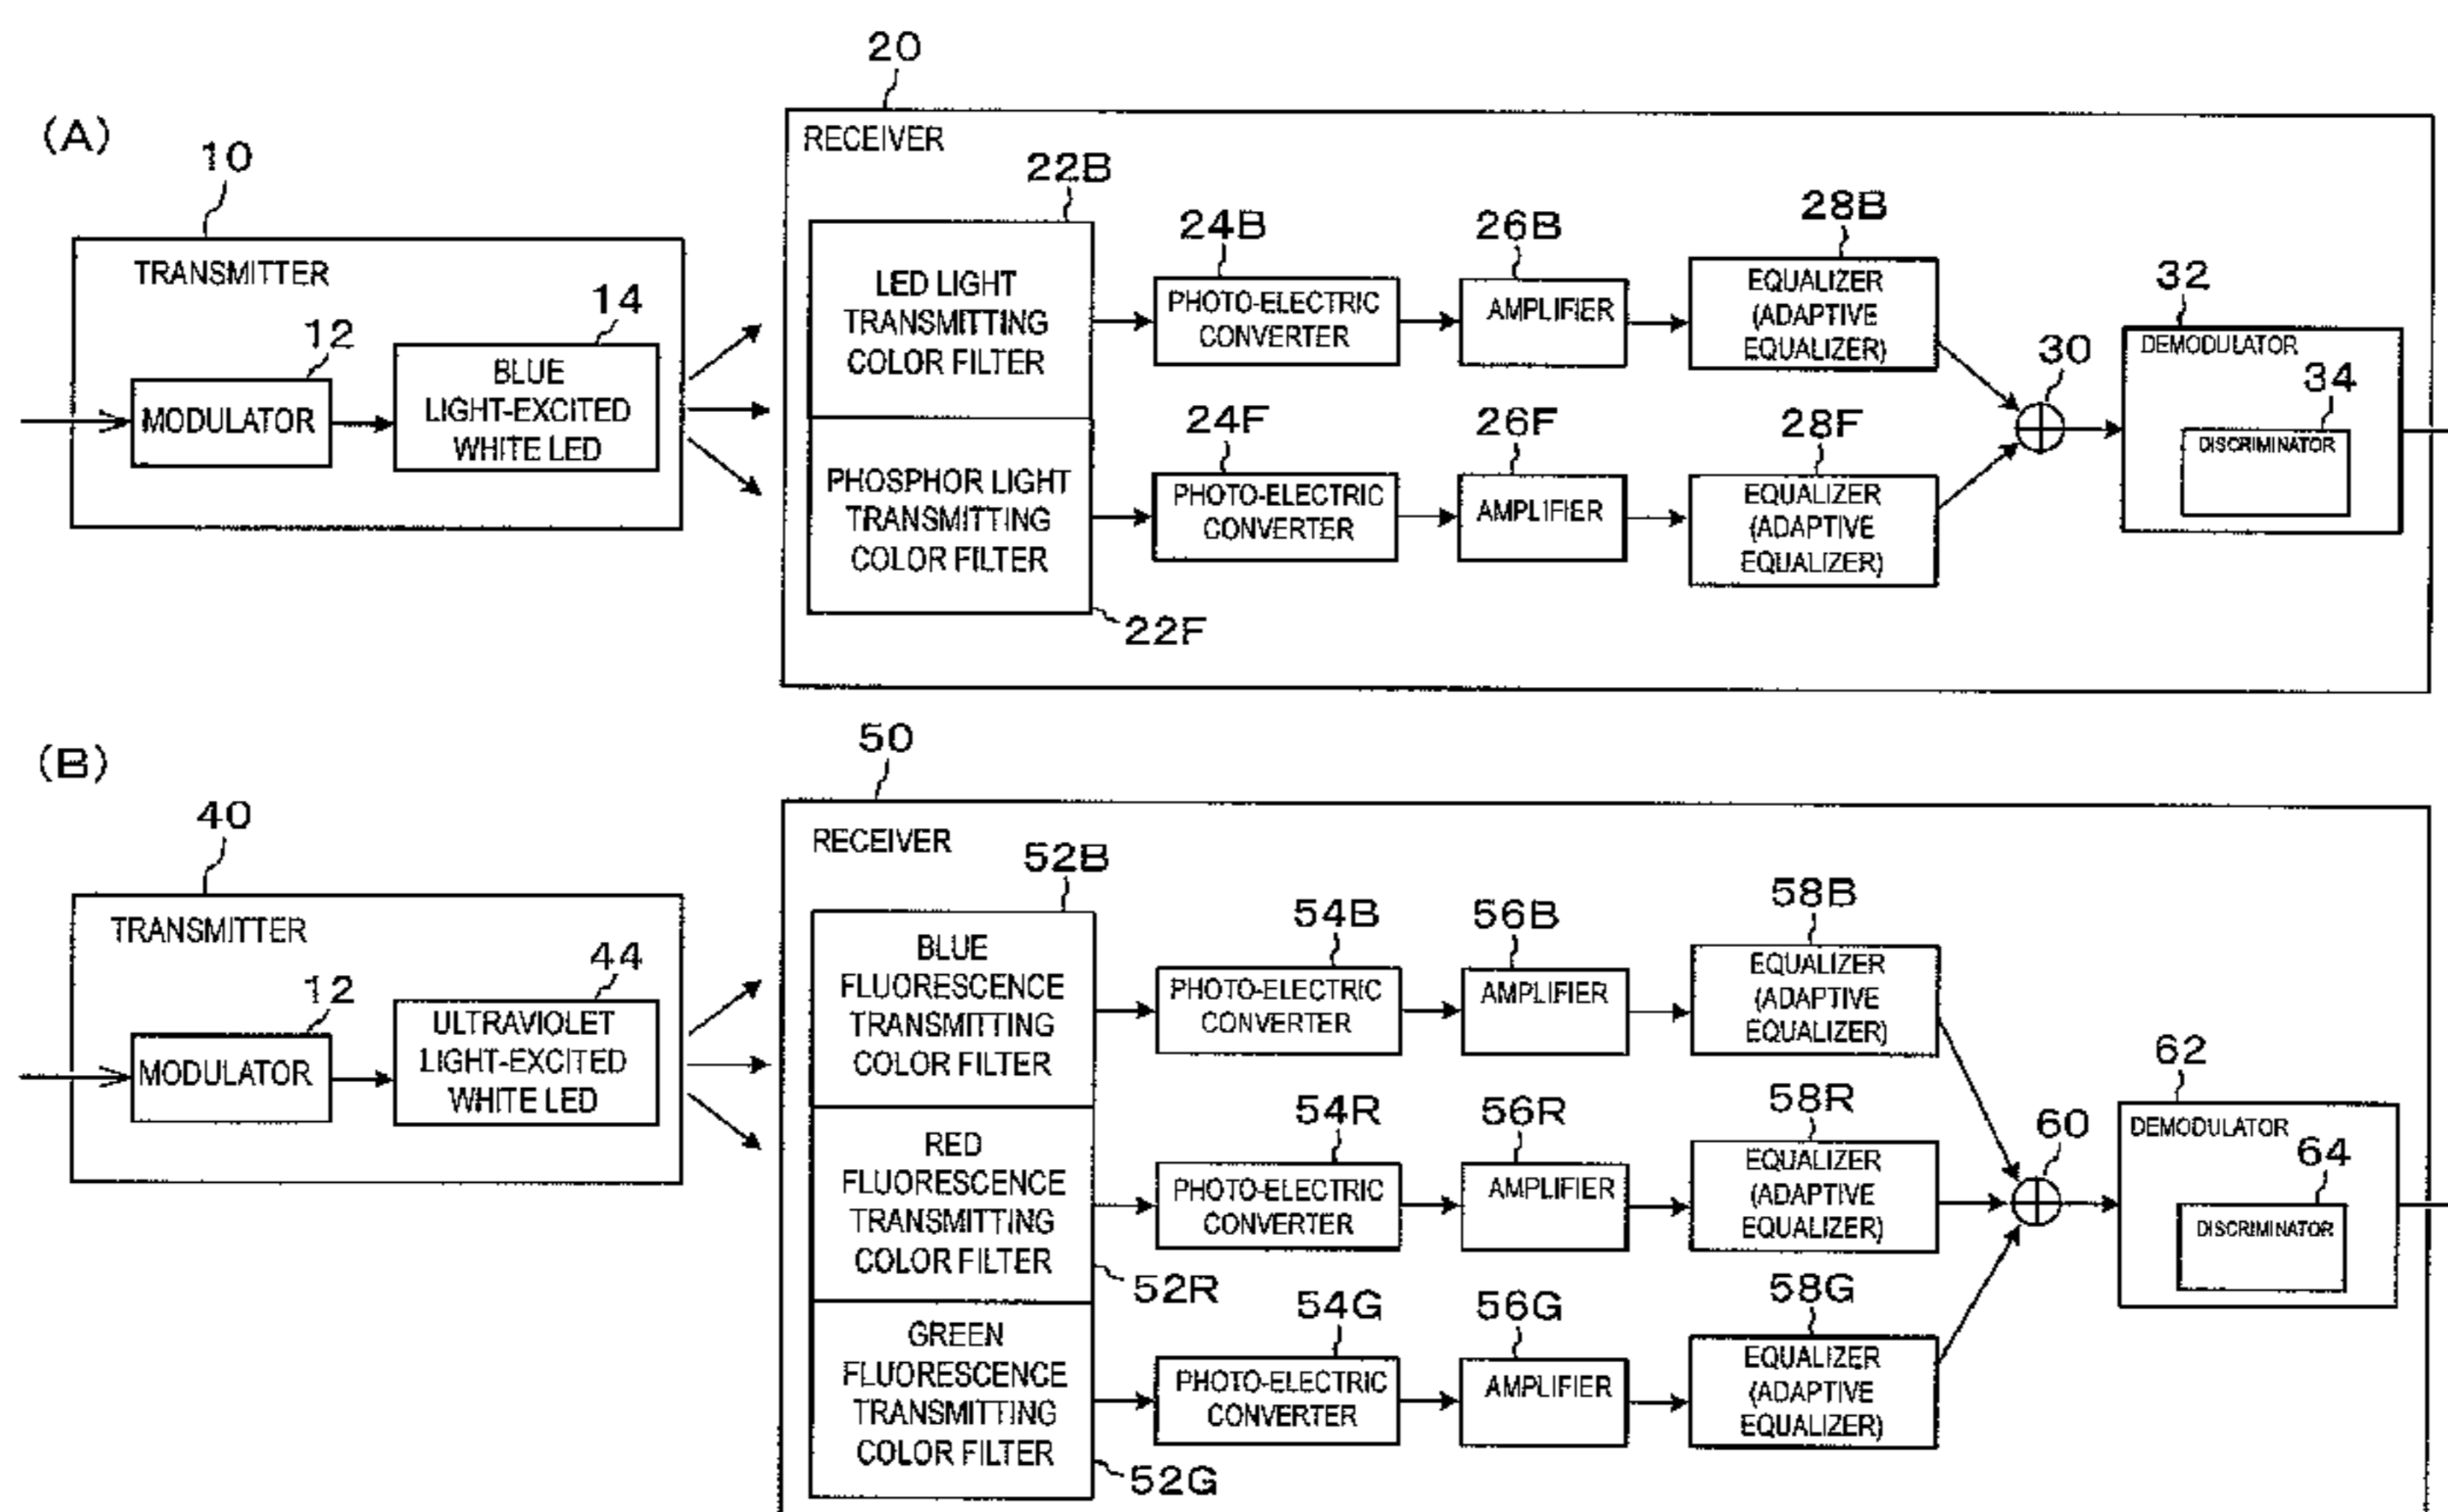 20
(A)
10
RECEIVER
22B
24B
26B
28B
TRANSMITTER
12
14
MODULATOR
BLUE
LIGHT-EXCITED
WHITE LED
LED LIGHT
TRANSMITTING
COLOR FILTER
PHOTO-ELECTRIC
CONVERTER
AMPLIFIER
EQUALIZER
(ADAPTIVE
EQUALIZER)
30
32
DEMODULATOR
34
DISCRIMINATOR
24F
26F
28F
PHOSPHOR LIGHT
TRANSMITTING
COLOR FILTER
PHOTO-ELECTRIC
CONVERTER
AMPLIFIER
EQUALIZER
(ADAPTIVE
EQUALIZER)
22F
(B)
50
40
RECEIVER
52B
54B
56B
58B
TRANSMITTER
12
44
MODULATOR
ULTRAVIOLET
LIGHT-EXCITED
WHITE LED
BLUE
FLUORESCENCE
TRANSMITTING
COLOR FILTER
PHOTO-ELECTRIC
CONVERTER
AMPLIFIER
EQUALIZER
(ADAPTIVE
EQUALIZER)
54R
56R
58R
60
62
DEMODULATOR
64
DISCRIMINATOR
RED
FLUORESCENCE
TRANSMITTING
COLOR FILTER
PHOTO-ELECTRIC
CONVERTER
AMPLIFIER
EQUALIZER
(ADAPTIVE
EQUALIZER)
52R
54G
56G
58G
GREEN
FLUORESCENCE
TRANSMITTING
COLOR FILTER
PHOTO-ELECTRIC
CONVERTER
AMPLIFIER
EQUALIZER
(ADAPTIVE
EQUALIZER)
52G